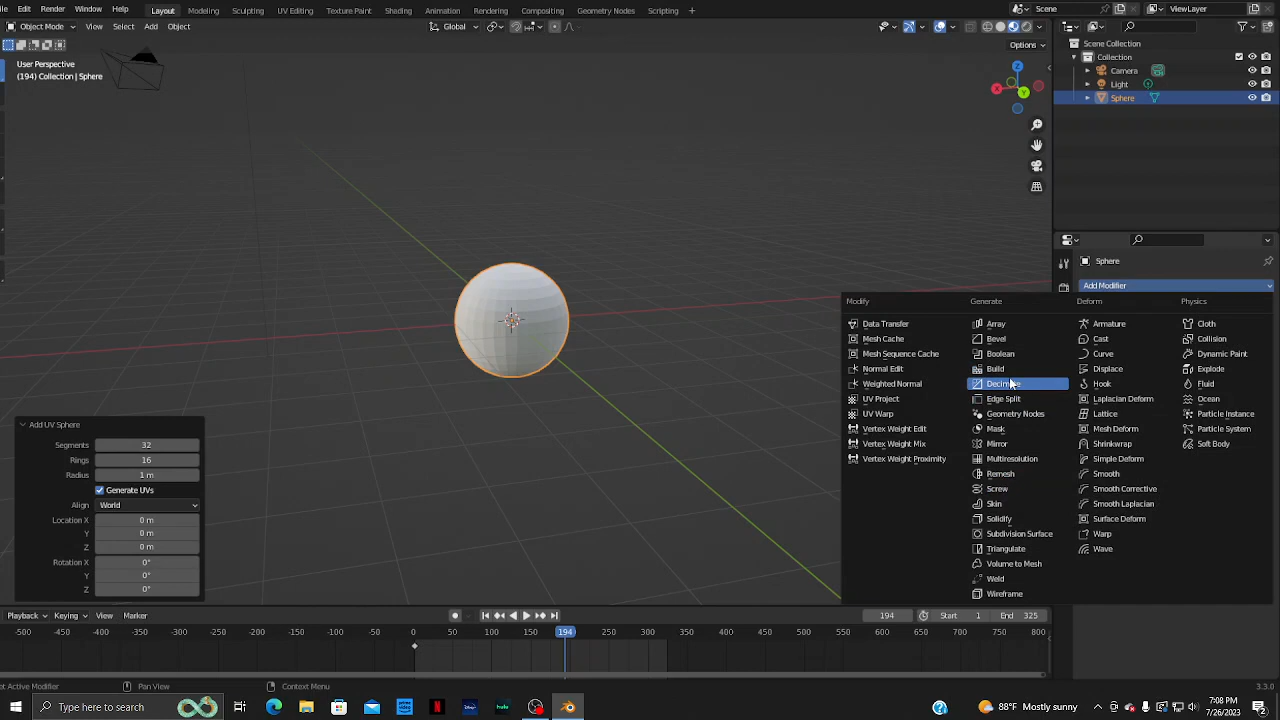 Edit Render Window Help Layout Modeling Sculpting UV Editing Texture Paint Shading Animation Rendering Compositing Geometry Nodes Scripting + Scene ViewLayer
Object Mode View Select Add Object Global
Options
User Perspective
(194) Collection | Sphere
Z
X
Y
Scene Collection
Collection
Camera
Light
Sphere
Sphere
Add Modifier
Modify Generate Deform Physics
Data Transfer Array Armature Cloth
Mesh Cache Bevel Cast Collision
Mesh Sequence Cache Boolean Curve Dynamic Paint
Normal Edit Build Displace Explode
Weighted Normal Decimate Hook Fluid
UV Project Edge Split Laplacian Deform Ocean
UV Warp Geometry Nodes Lattice Particle Instance
Vertex Weight Edit Mask Mesh Deform Particle System
Vertex Weight Mix Mirror Shrinkwrap Soft Body
Vertex Weight Proximity Multiresolution Simple Deform
Remesh Smooth
Screw Smooth Corrective
Skin Smooth Laplacian
Solidify Surface Deform
Subdivision Surface Warp
Triangulate Wave
Volume to Mesh
Weld
Wireframe
Add UV Sphere
Segments 32
Rings 16
Radius 1 m
Generate UVs
Align World
Location X 0 m
Y 0 m
Z 0 m
Rotation X 0°
Y 0°
Z 0°
Playback Keying View Marker 194 Start 1 End 325
-500 -450 -400 -350 -300 -250 -200 -150 -100 -50 0 50 100 150 194 250 300 350 400 450 500 550 600 650 700 750 800
et Active Modifier Pan View Context Menu 3.3.0
Type here to search prime video hulu 88°F Mostly sunny 7:08 PM
7/26/2023